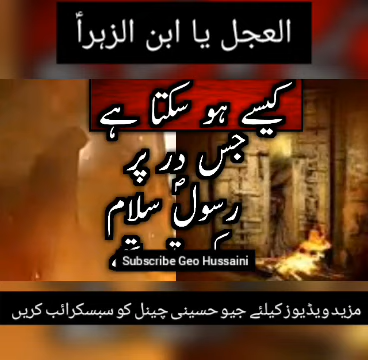 العجل یا ابن الزہراؑ
کیسے ہو سکتا ہے
جس در پر
رسولؐ سلام
Subscribe Geo Hussaini
مزید ویڈیوز کیلئے جیو حسینی چینل کو سبسکرائب کریں